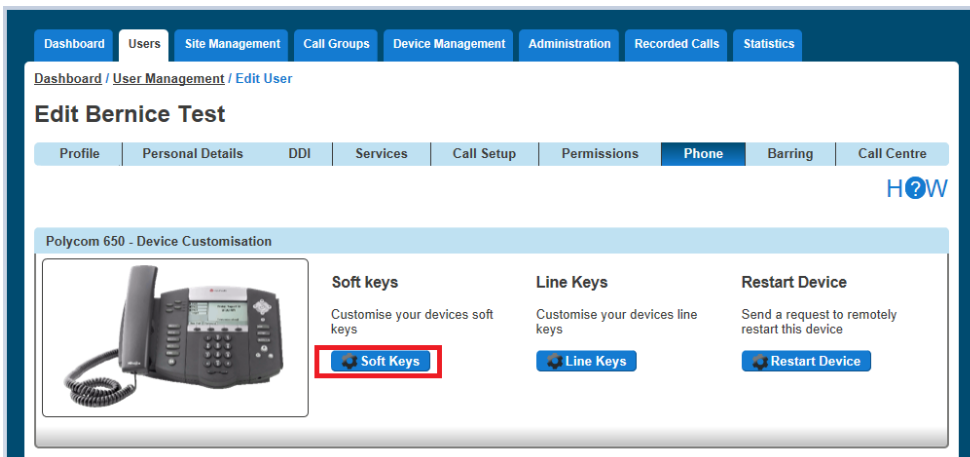 Dashboard Users Site Management Call Groups Device Management Administration Recorded Calls Statistics
Dashboard / User Management / Edit User
Edit Bernice Test
Profile Personal Details DDI Services Call Setup Permissions Phone Barring Call Centre
H?W
Polycom 650 - Device Customisation
Soft keys
Customise your devices soft
keys
Soft Keys
Line Keys
Customise your devices line
keys
Line Keys
Restart Device
Send a request to remotely
restart this device
Restart Device